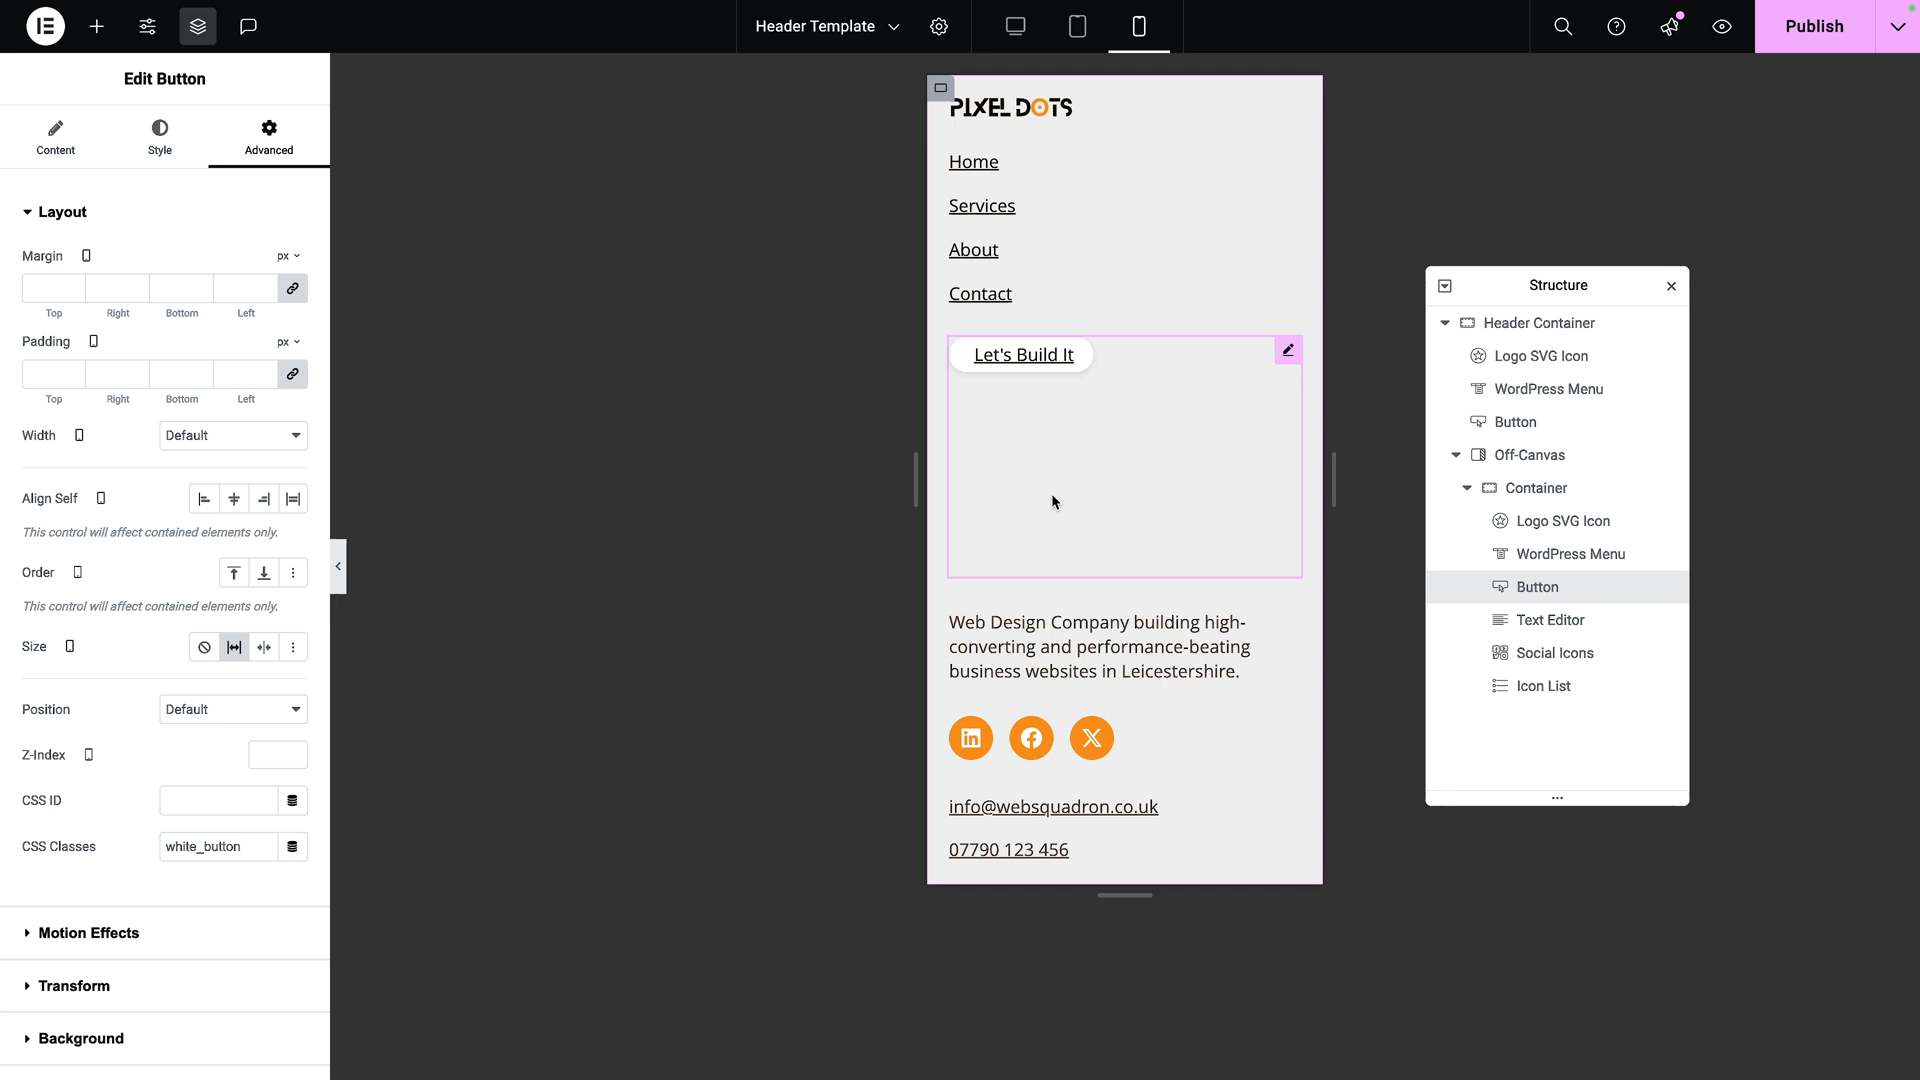 Header Template
Publish
Edit Button
Content
Style
Advanced
Layout
Margin
px
Top
Right
Bottom
Left
Padding
px
Top
Right
Bottom
Left
Width
Default
Align Self
This control will affect contained elements only.
Order
This control will affect contained elements only.
Size
Position
Default
Z-Index
CSS ID
CSS Classes
white_button
Motion Effects
Transform
Background
PIXEL DOTS
Home
Services
About
Contact
Let's Build It
Web Design Company building high-
converting and performance-beating
business websites in Leicestershire.
info@websquadron.co.uk
07790 123 456
Structure
Header Container
Logo SVG Icon
WordPress Menu
Button
Off-Canvas
Container
Logo SVG Icon
WordPress Menu
Button
Text Editor
Social Icons
Icon List